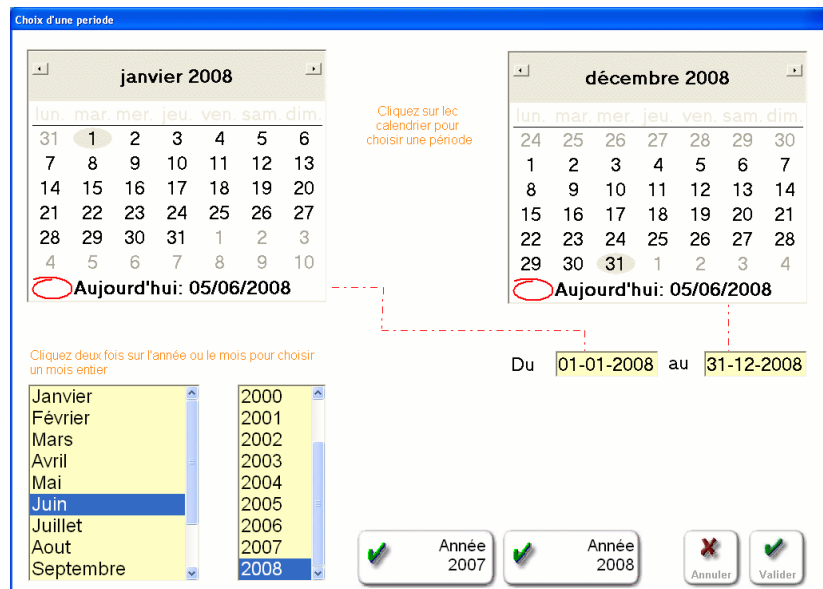 Choix d'une periode
janvier 2008
lun. mar. mer. jeu. ven. sam. dim.
31 1 2 3 4 5 6
7 8 9 10 11 12 13
14 15 16 17 18 19 20
21 22 23 24 25 26 27
28 29 30 31 1 2 3
4 5 6 7 8 9 10
Aujourd'hui: 05/06/2008
Cliquez sur lec
calendrier pour
choisir une période
décembre 2008
lun. mar. mer. jeu. ven. sam. dim.
24 25 26 27 28 29 30
1 2 3 4 5 6 7
8 9 10 11 12 13 14
15 16 17 18 19 20 21
22 23 24 25 26 27 28
29 30 31 1 2 3 4
Aujourd'hui: 05/06/2008
Du 01-01-2008 au 31-12-2008
Cliquez deux fois sur l'année ou le mois pour choisir
un mois entier
Janvier
Février
Mars
Avril
Mai
Juin
Juillet
Aout
Septembre
2000
2001
2002
2003
2004
2005
2006
2007
2008
Année
2007
Année
2008
Annuler
Valider